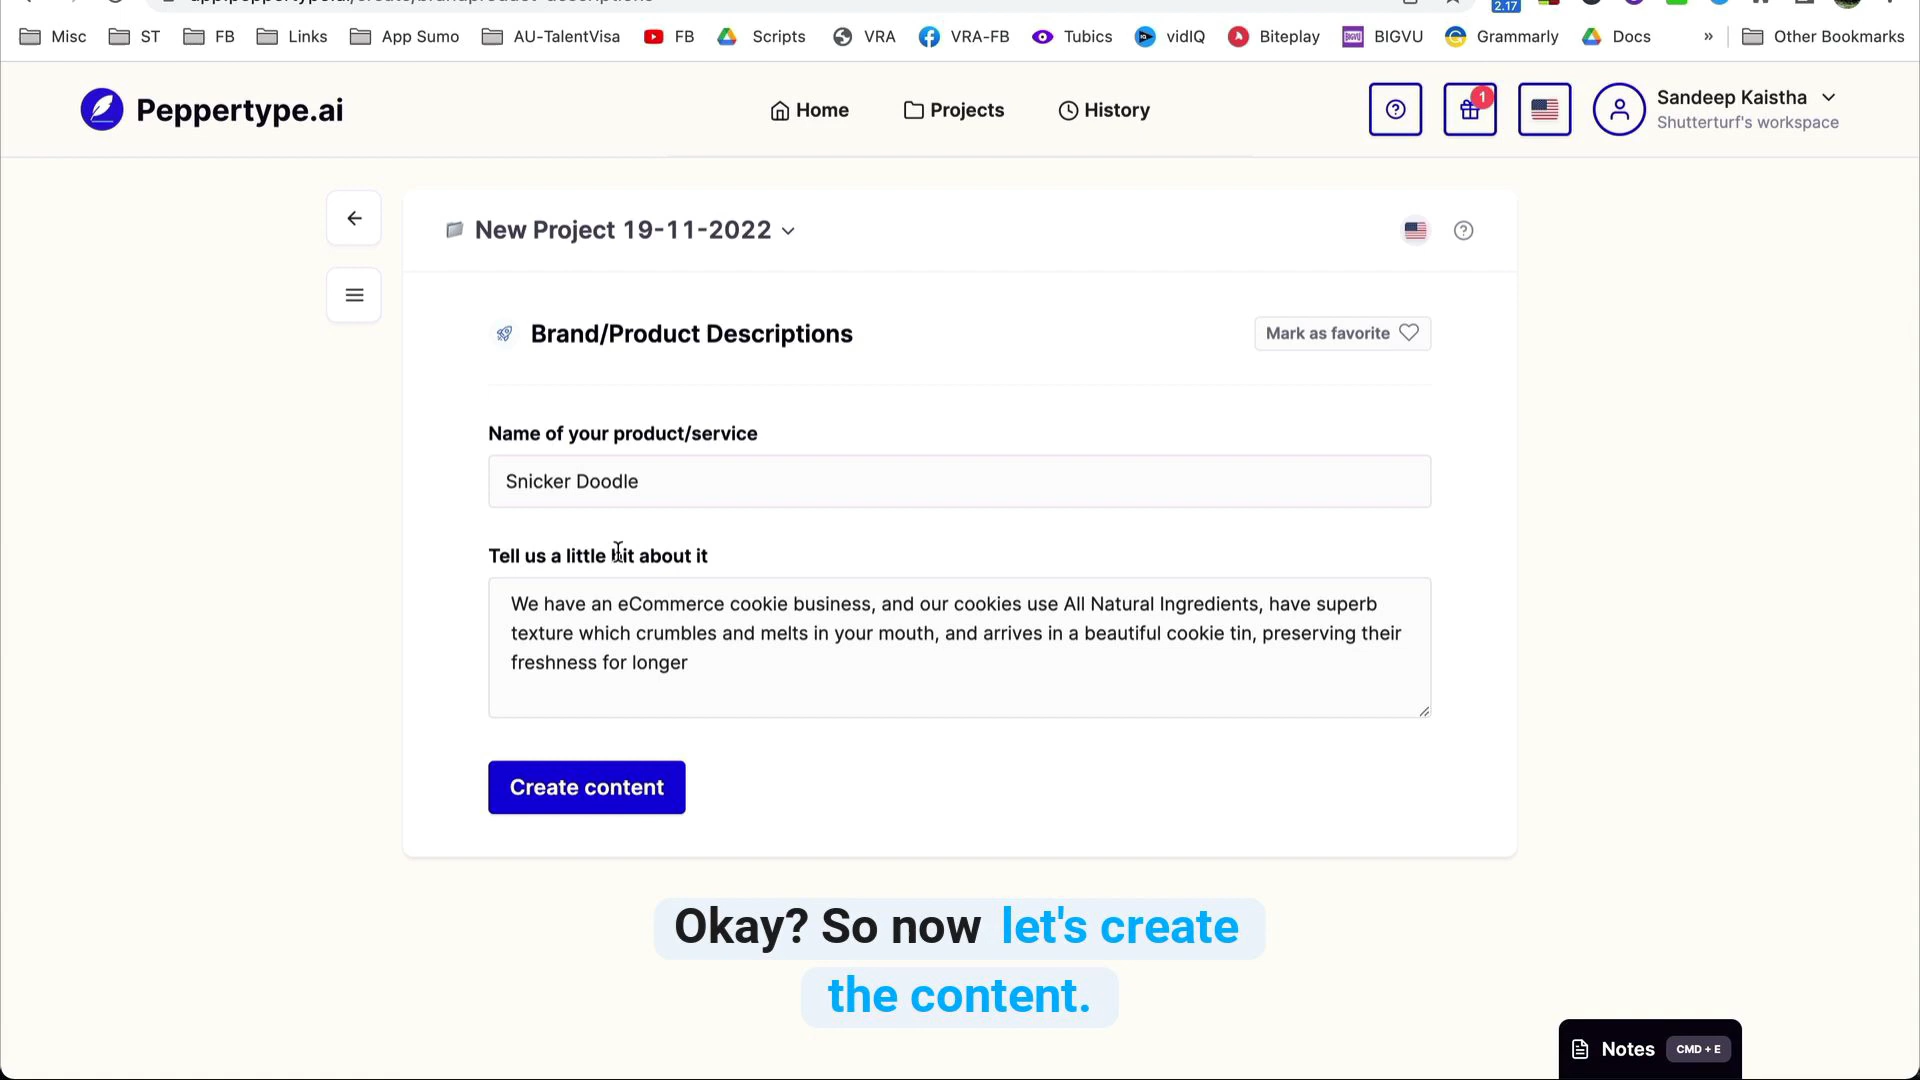 2.17
Misc ST FB Links App Sumo AU-TalentVisa FB Scripts VRA VRA-FB Tubics vidIQ Biteplay BIGVU Grammarly Docs » Other Bookmarks
Peppertype.ai
Home Projects History
1
Sandeep Kaistha
Shutterturf's workspace
New Project 19-11-2022
Brand/Product Descriptions
Mark as favorite
Name of your product/service
Snicker Doodle
Tell us a little bit about it
We have an eCommerce cookie business, and our cookies use All Natural Ingredients, have superb
texture which crumbles and melts in your mouth, and arrives in a beautiful cookie tin, preserving their
freshness for longer
Create content
Okay? So now let's create
the content.
Notes CMD + E